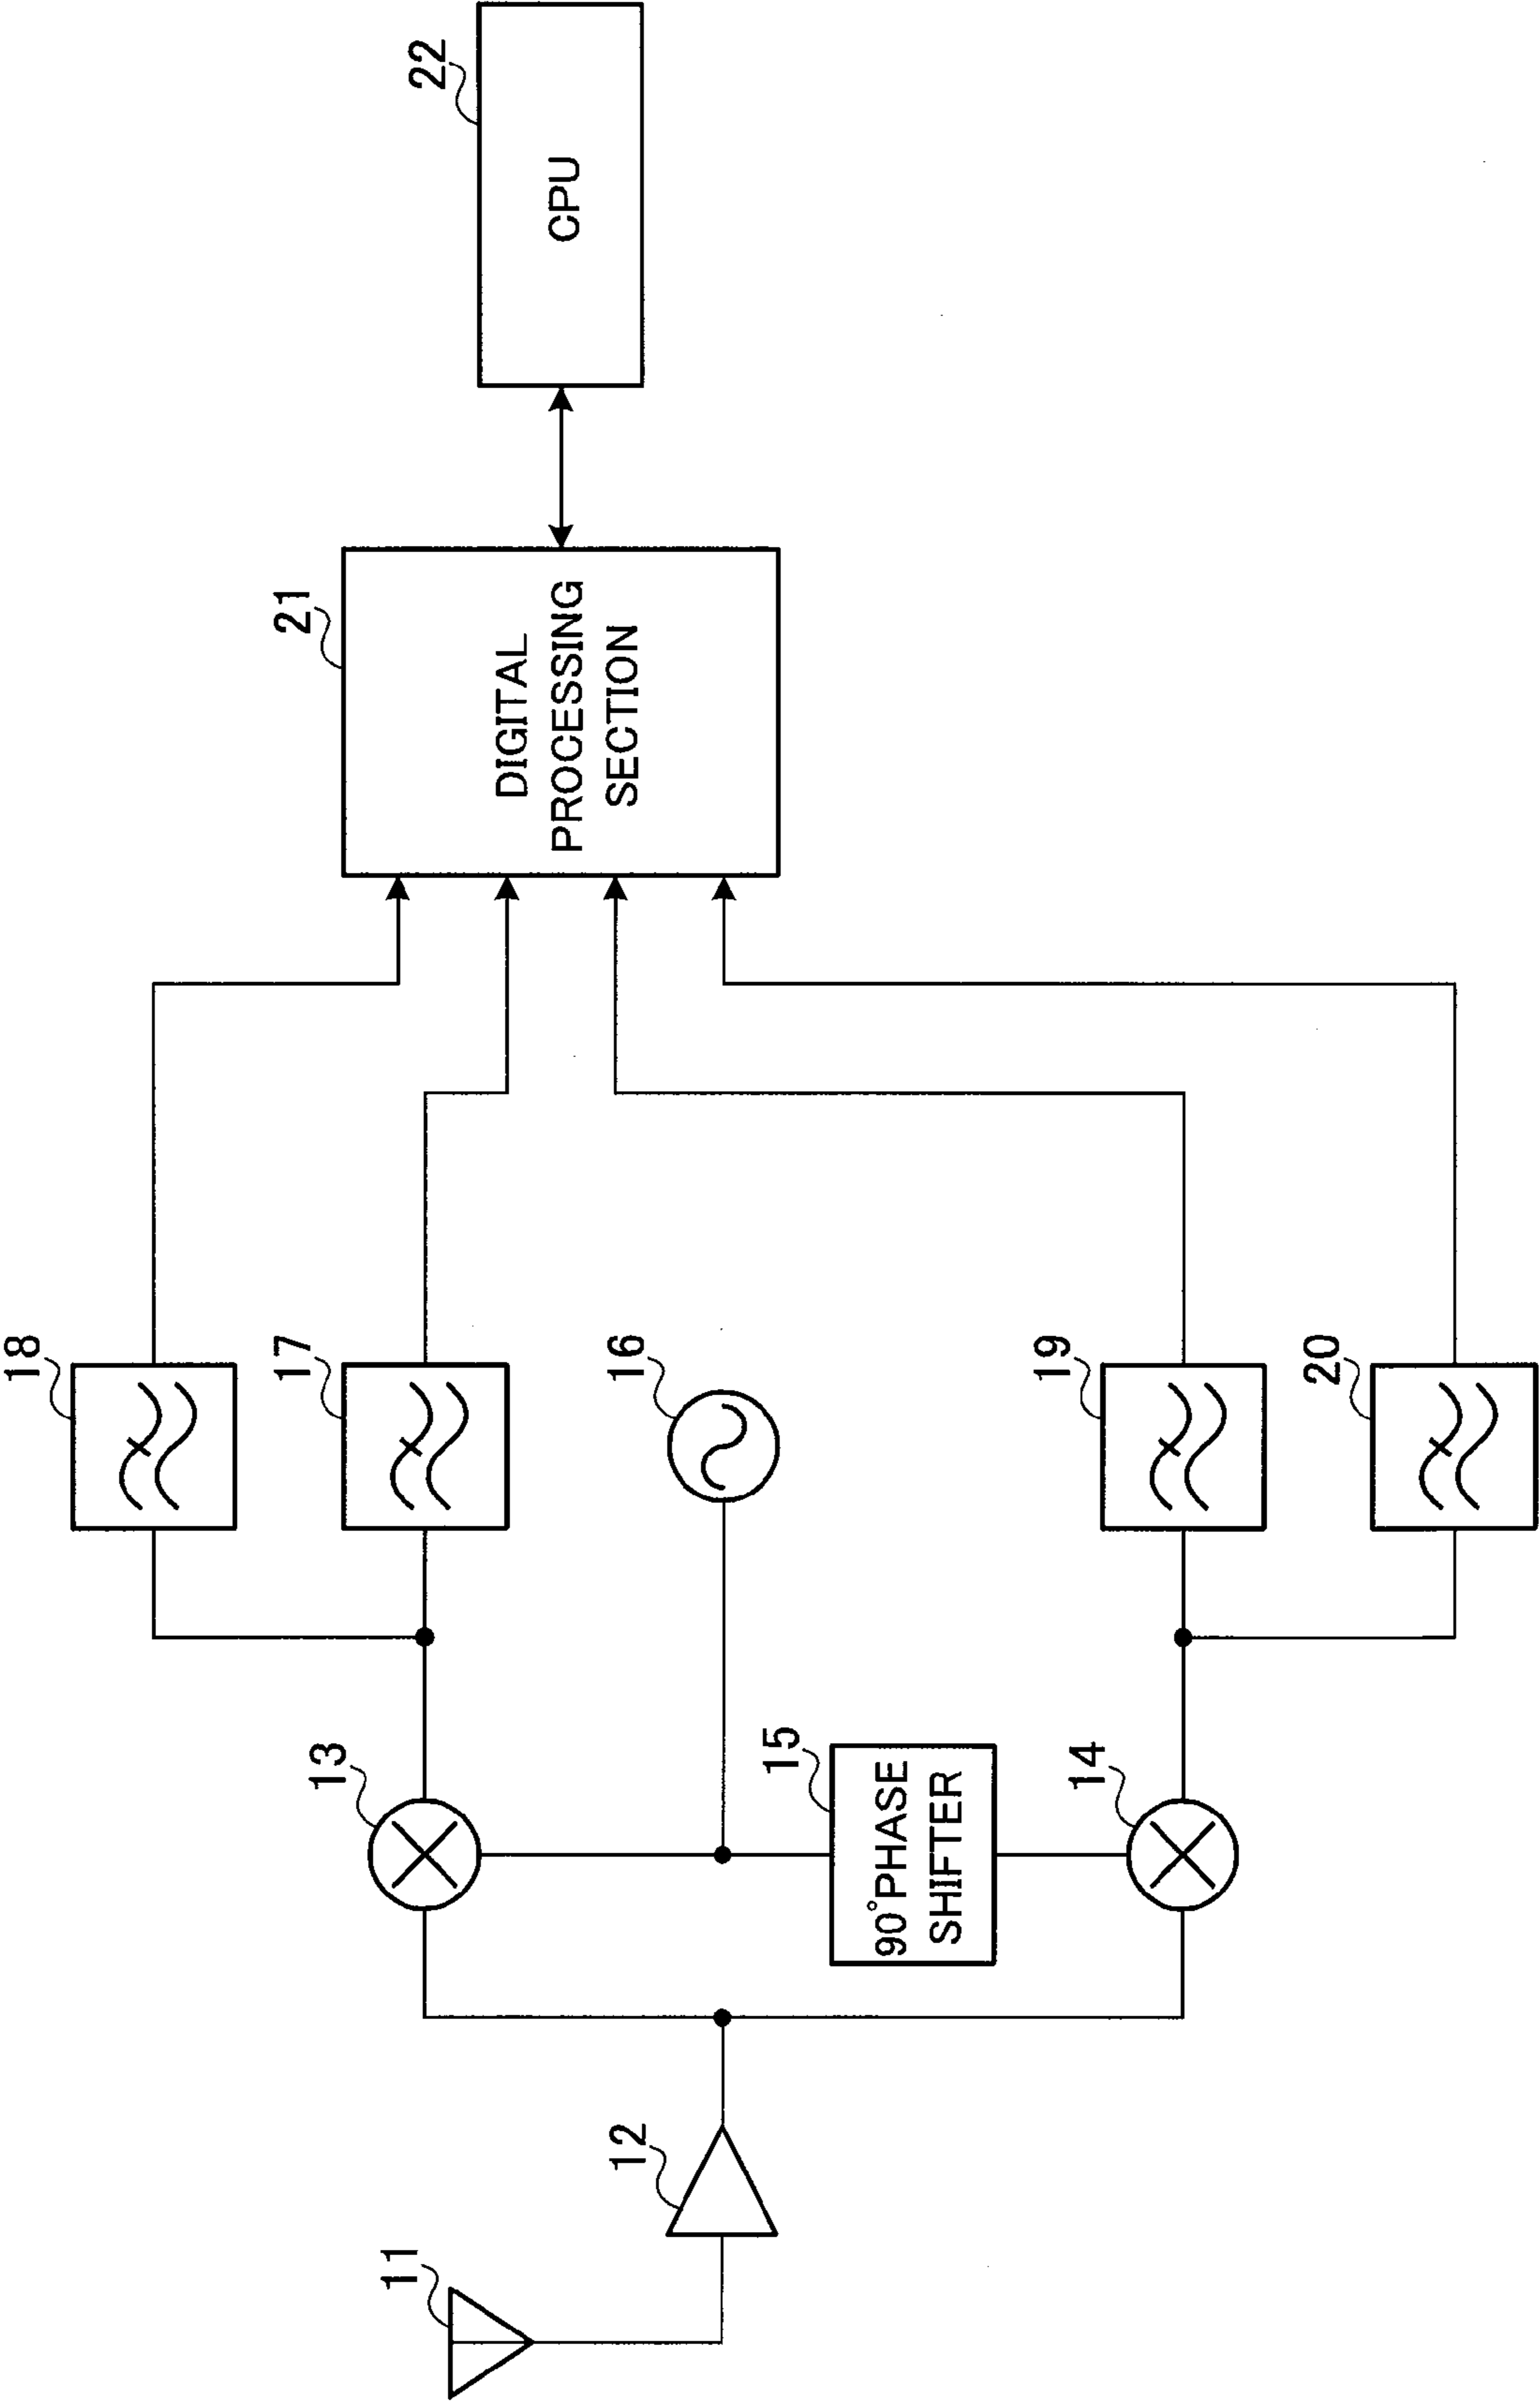 11
12
13
14
15
90°PHASE
SHIFTER
16
17
18
19
20
21
DIGITAL
PROCESSING
SECTION
22
CPU